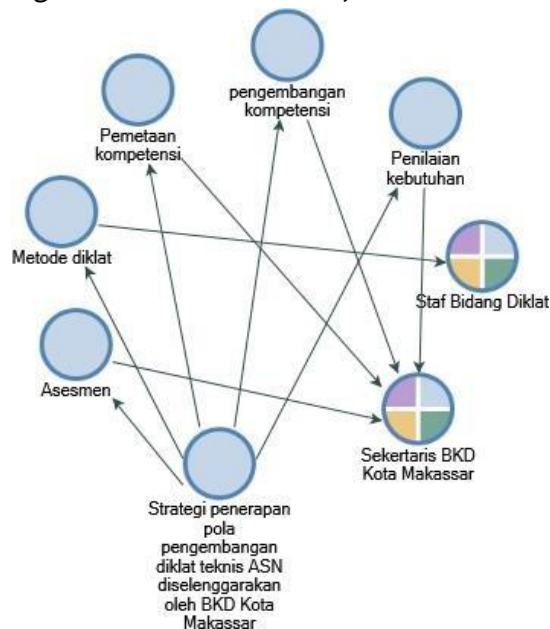 pengembangan
kompetensi
Pemetaan
kompetensi
Penilaian
kebutuhan
Metode diklat
Staf Bidang Diklat
Asesmen
Sekertaris BKD
Kota Makassar
Strategi penerapan
pola
pengembangan
diklat teknis ASN
diselenggarakan
oleh BKD Kota
Makassar